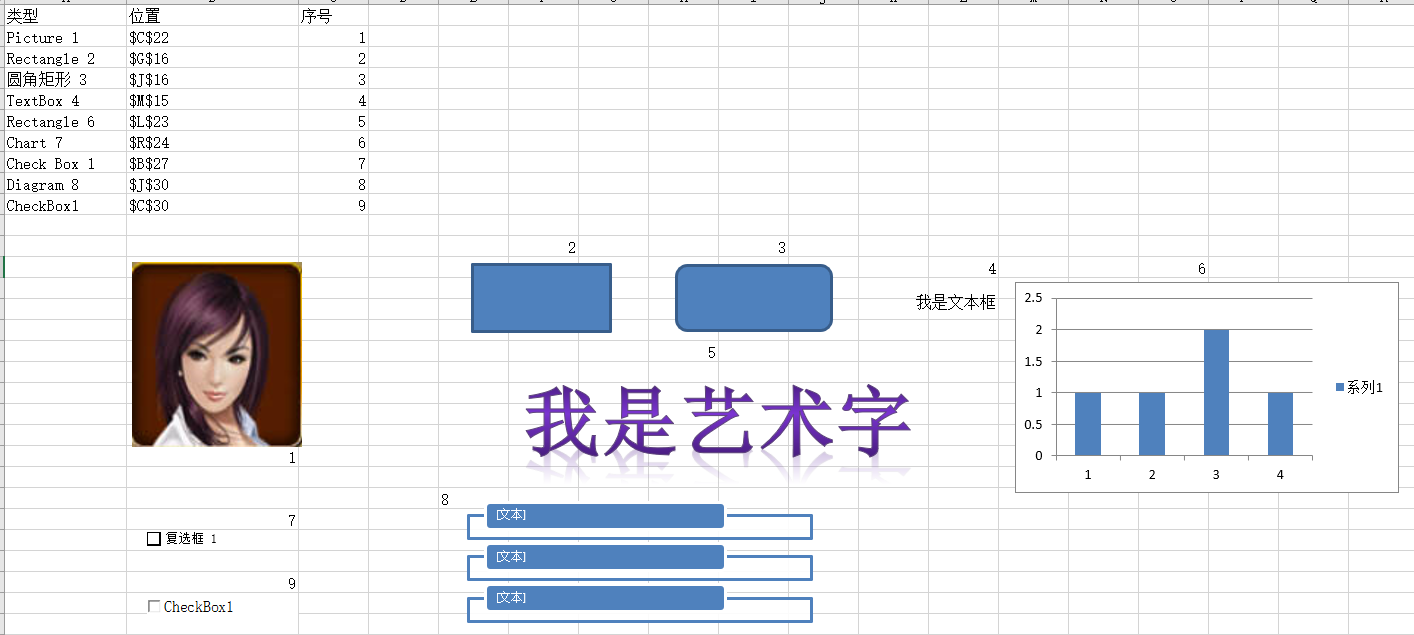 类型 位置 序号
Picture 1 $C$22 1
Rectangle 2 $G$16 2
圆角矩形 3 $J$16 3
TextBox 4 $M$15 4
Rectangle 6 $L$23 5
Chart 7 $R$24 6
Check Box 1 $B$27 7
Diagram 8 $J$30 8
CheckBox1 $C$30 9
2 3
4 6
我是文本框
2.5
2
1.5
1
0.5
0
1 2 3 4
系列1
5
我是艺术字
1
8
7
[文本]
复选框 1
[文本]
9
[文本]
CheckBox1